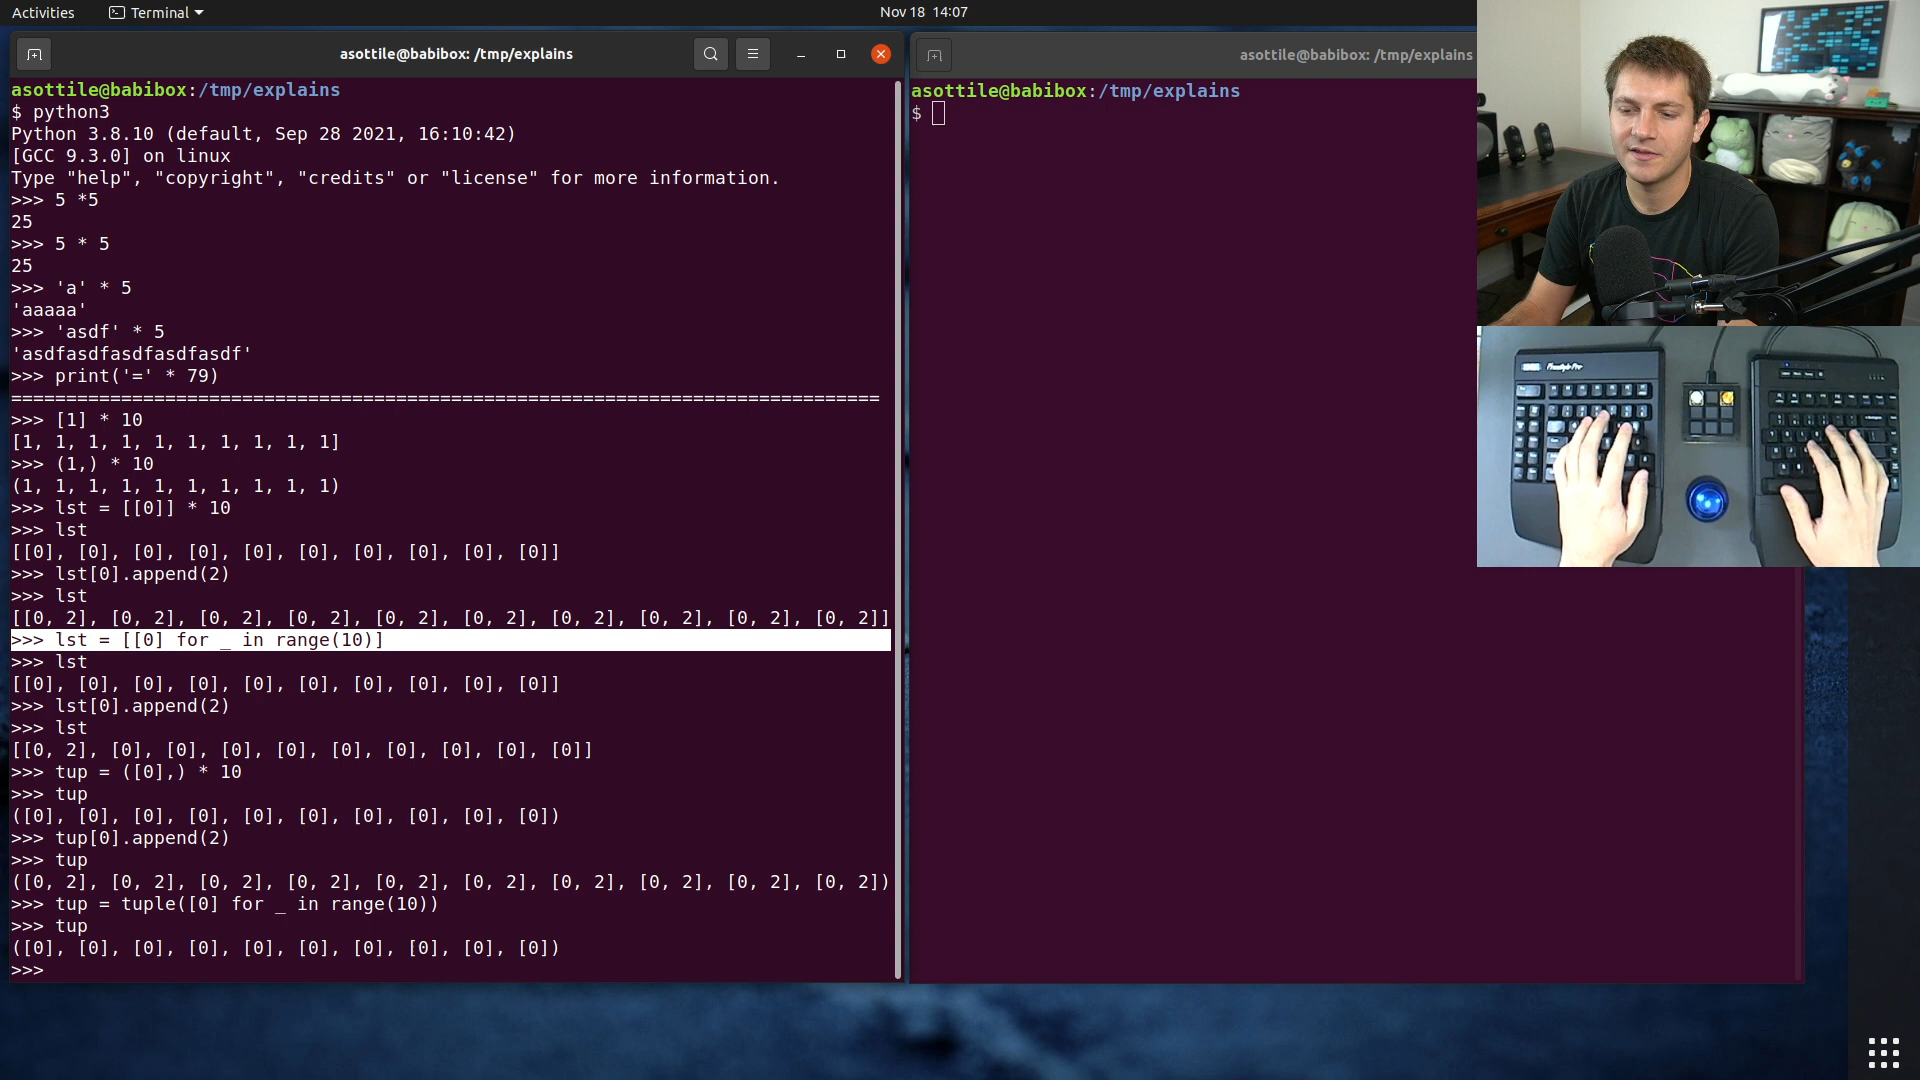 Activities
Terminal
Nov 18 14:07
asottile@babibox: /tmp/explains
asottile@babibox:/tmp/explains
$ python3
Python 3.8.10 (default, Sep 28 2021, 16:10:42)
[GCC 9.3.0] on linux
Type "help", "copyright", "credits" or "license" for more information.
>>> 5 *5
25
>>> 5 * 5
25
>>> 'a' * 5
'aaaaa'
>>> 'asdf' * 5
'asdfasdfasdfasdfasdf'
>>> print('=' * 79)
===============================================================================
>>> [1] * 10
[1, 1, 1, 1, 1, 1, 1, 1, 1, 1]
>>> (1,) * 10
(1, 1, 1, 1, 1, 1, 1, 1, 1, 1)
>>> lst = [[0]] * 10
>>> lst
[[0], [0], [0], [0], [0], [0], [0], [0], [0], [0]]
>>> lst[0].append(2)
>>> lst
[[0, 2], [0, 2], [0, 2], [0, 2], [0, 2], [0, 2], [0, 2], [0, 2], [0, 2], [0, 2]]
>>> lst = [[0] for _ in range(10)]
>>> lst
[[0], [0], [0], [0], [0], [0], [0], [0], [0], [0]]
>>> lst[0].append(2)
>>> lst
[[0, 2], [0], [0], [0], [0], [0], [0], [0], [0], [0]]
>>> tup = ([0],) * 10
>>> tup
([0], [0], [0], [0], [0], [0], [0], [0], [0], [0])
>>> tup[0].append(2)
>>> tup
([0, 2], [0, 2], [0, 2], [0, 2], [0, 2], [0, 2], [0, 2], [0, 2], [0, 2], [0, 2])
>>> tup = tuple([0] for _ in range(10))
>>> tup
([0], [0], [0], [0], [0], [0], [0], [0], [0], [0])
>>>
asottile@babibox: /tmp/explains
asottile@babibox:/tmp/explains
$
Freestyle Pro